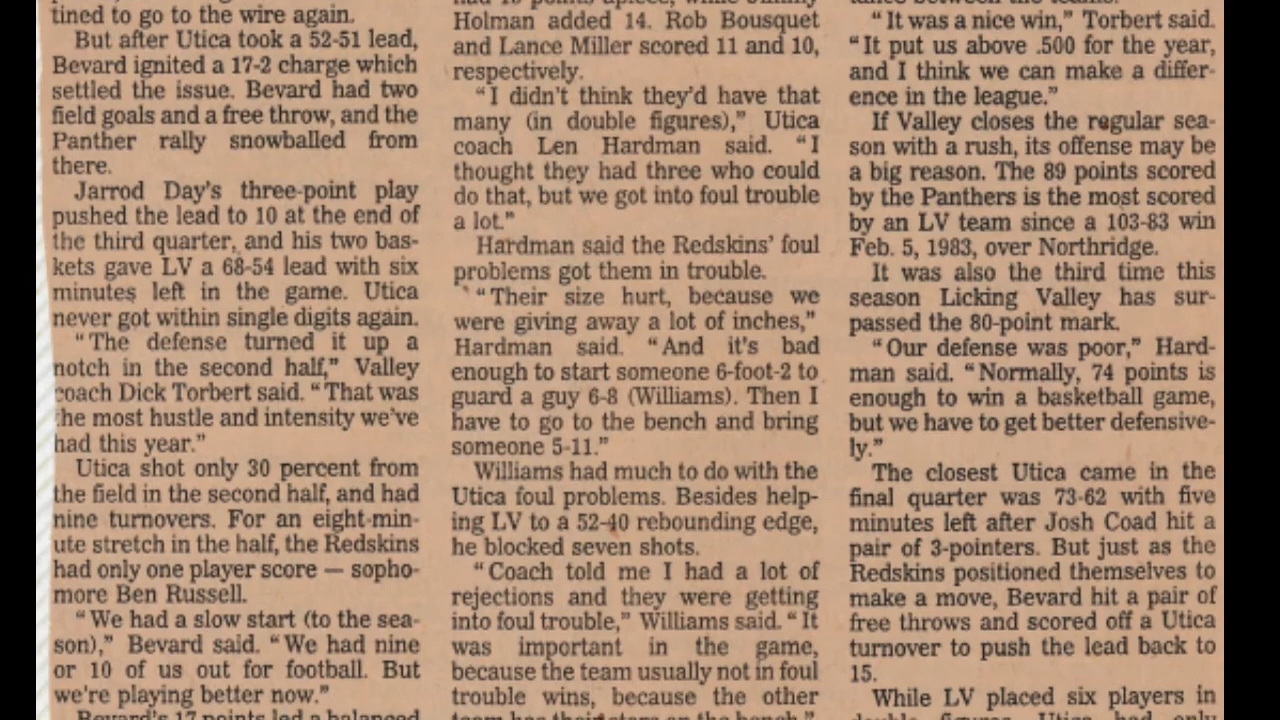 tined to go to the wire again.
But after Utica took a 52-51 lead,
Bevard ignited a 17-2 charge which
settled the issue. Bevard had two
field goals and a free throw, and the
Panther rally snowballed from
there.
Jarrod Day's three-point play
pushed the lead to 10 at the end of
the third quarter, and his two bas-
kets gave LV a 68-54 lead with six
minutes left in the game. Utica
never got within single digits again.
"The defense turned it up a
notch in the second half," Valley
coach Dick Torbert said. "That was
the most hustle and intensity we've
had this year."
Utica shot only 30 percent from
the field in the second half, and had
nine turnovers. For an eight-min-
ute stretch in the half, the Redskins
had only one player score — sopho-
more Ben Russell.
"We had a slow start (to the sea-
son)," Bevard said. "We had nine
or 10 of us out for football. But
we're playing better now."
Bevard's 17 points led a balanced
Holman added 14. Rob Bousquet
and Lance Miller scored 11 and 10,
respectively.
"I didn't think they'd have that
many (in double figures)," Utica
coach Len Hardman said. "I
thought they had three who could
do that, but we got into foul trouble
a lot."
Hardman said the Redskins' foul
problems got them in trouble.
"Their size hurt, because we
were giving away a lot of inches,"
Hardman said. "And it's bad
enough to start someone 6-foot-2 to
guard a guy 6-8 (Williams). Then I
have to go to the bench and bring
someone 5-11."
Williams had much to do with the
Utica foul problems. Besides help-
ing LV to a 52-40 rebounding edge,
he blocked seven shots.
"Coach told me I had a lot of
rejections and they were getting
into foul trouble," Williams said. "It
was important in the game,
because the team usually not in foul
trouble wins, because the other
team has their stars on the bench."
"It was a nice win," Torbert said.
"It put us above .500 for the year,
and I think we can make a differ-
ence in the league."
If Valley closes the regular sea-
son with a rush, its offense may be
a big reason. The 89 points scored
by the Panthers is the most scored
by an LV team since a 103-83 win
Feb. 5, 1983, over Northridge.
It was also the third time this
season Licking Valley has sur-
passed the 80-point mark.
"Our defense was poor," Hard-
man said. "Normally, 74 points is
enough to win a basketball game,
but we have to get better defensive-
ly."
The closest Utica came in the
final quarter was 73-62 with five
minutes left after Josh Coad hit a
pair of 3-pointers. But just as the
Redskins positioned themselves to
make a move, Bevard hit a pair of
free throws and scored off a Utica
turnover to push the lead back to
15.
While LV placed six players in